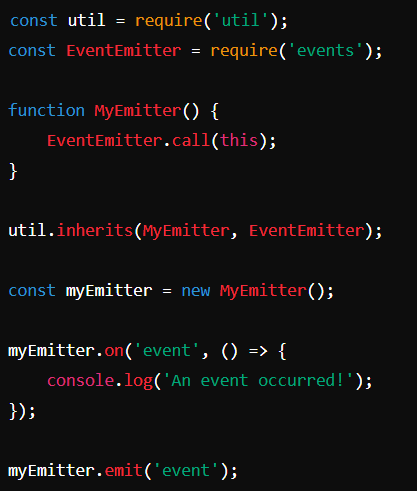 const util = require('util');
const EventEmitter = require('events');

function MyEmitter() {
    EventEmitter.call(this);
}

util.inherits(MyEmitter, EventEmitter);

const myEmitter = new MyEmitter();

myEmitter.on('event', () => {
    console.log('An event occurred!');
});

myEmitter.emit('event');